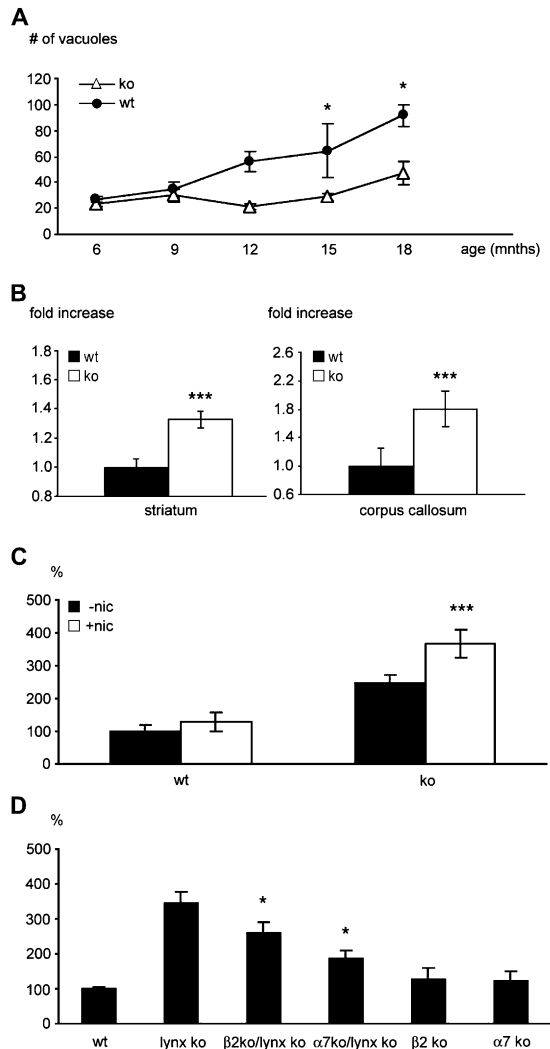 A
# of vacuoles
120
100
80
60
40
20
0
ko
wt
*
*
6 9 12 15 18 age (mnths)
B
fold increase
1.8
1.6
1.4
1.2
1.0
0.8
wt
ko
***
striatum
fold increase
2.6
2.2
1.8
1.4
1.0
0.6
wt
ko
***
corpus callosum
C
%
500
400
300
200
100
0
-nic
+nic
***
wt ko
D
%
500
400
300
200
100
0
*
*
wt lynx ko β2ko/lynx ko α7ko/lynx ko β2 ko α7 ko